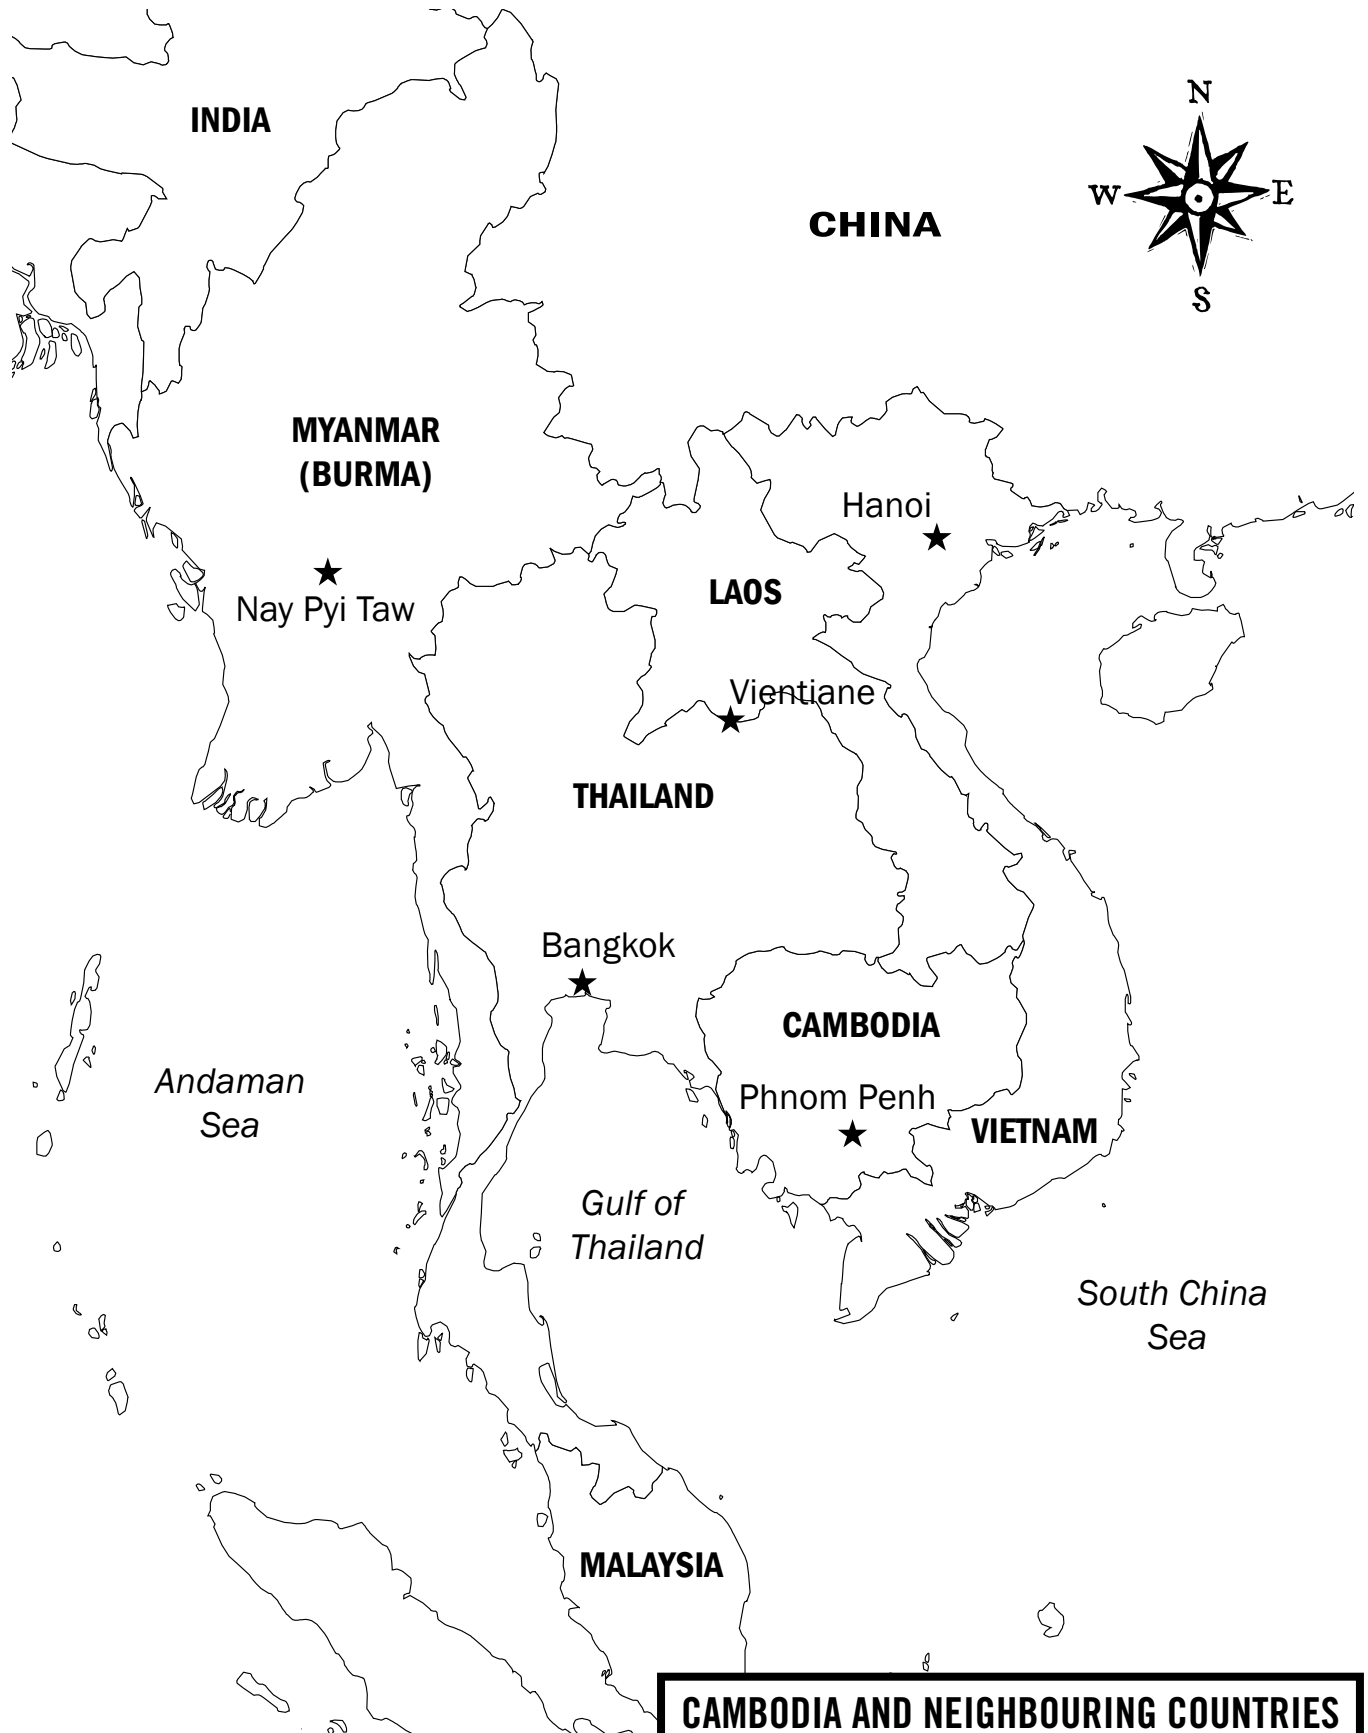 N
INDIA
W
E
CHINA
S
MYANMAR
(BURMA)
Hanoi
LAOS
Nay Pyi Taw
Vientiane
THAILAND
Bangkok
CAMBODIA
Andaman
Sea
Phnom Penh
VIETNAM
Gulf of
Thailand
South China
Sea
MALAYSIA
CAMBODIA AND NEIGHBOURING COUNTRIES